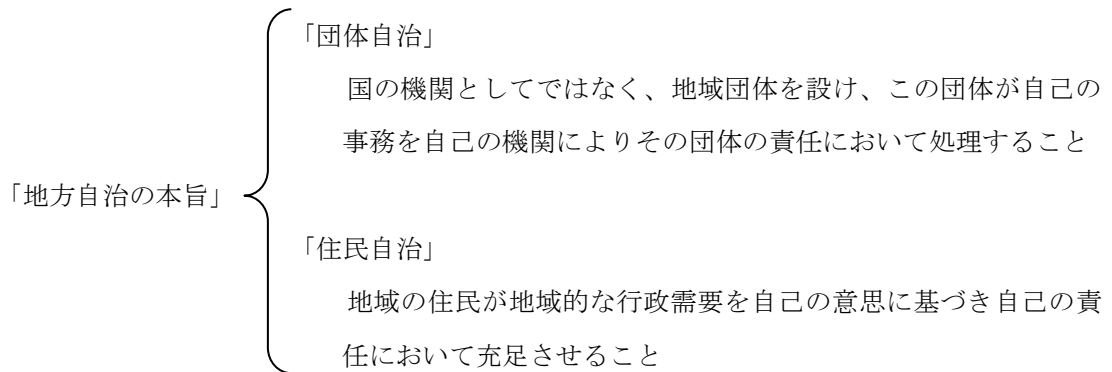 「団体自治」
国の機関としてではなく、地域団体を設け、この団体が自己の
事務を自己の機関によりその団体の責任において処理すること
「地方自治の本旨」
「住民自治」
地域の住民が地域的な行政需要を自己の意思に基づき自己の責
任において充足させること